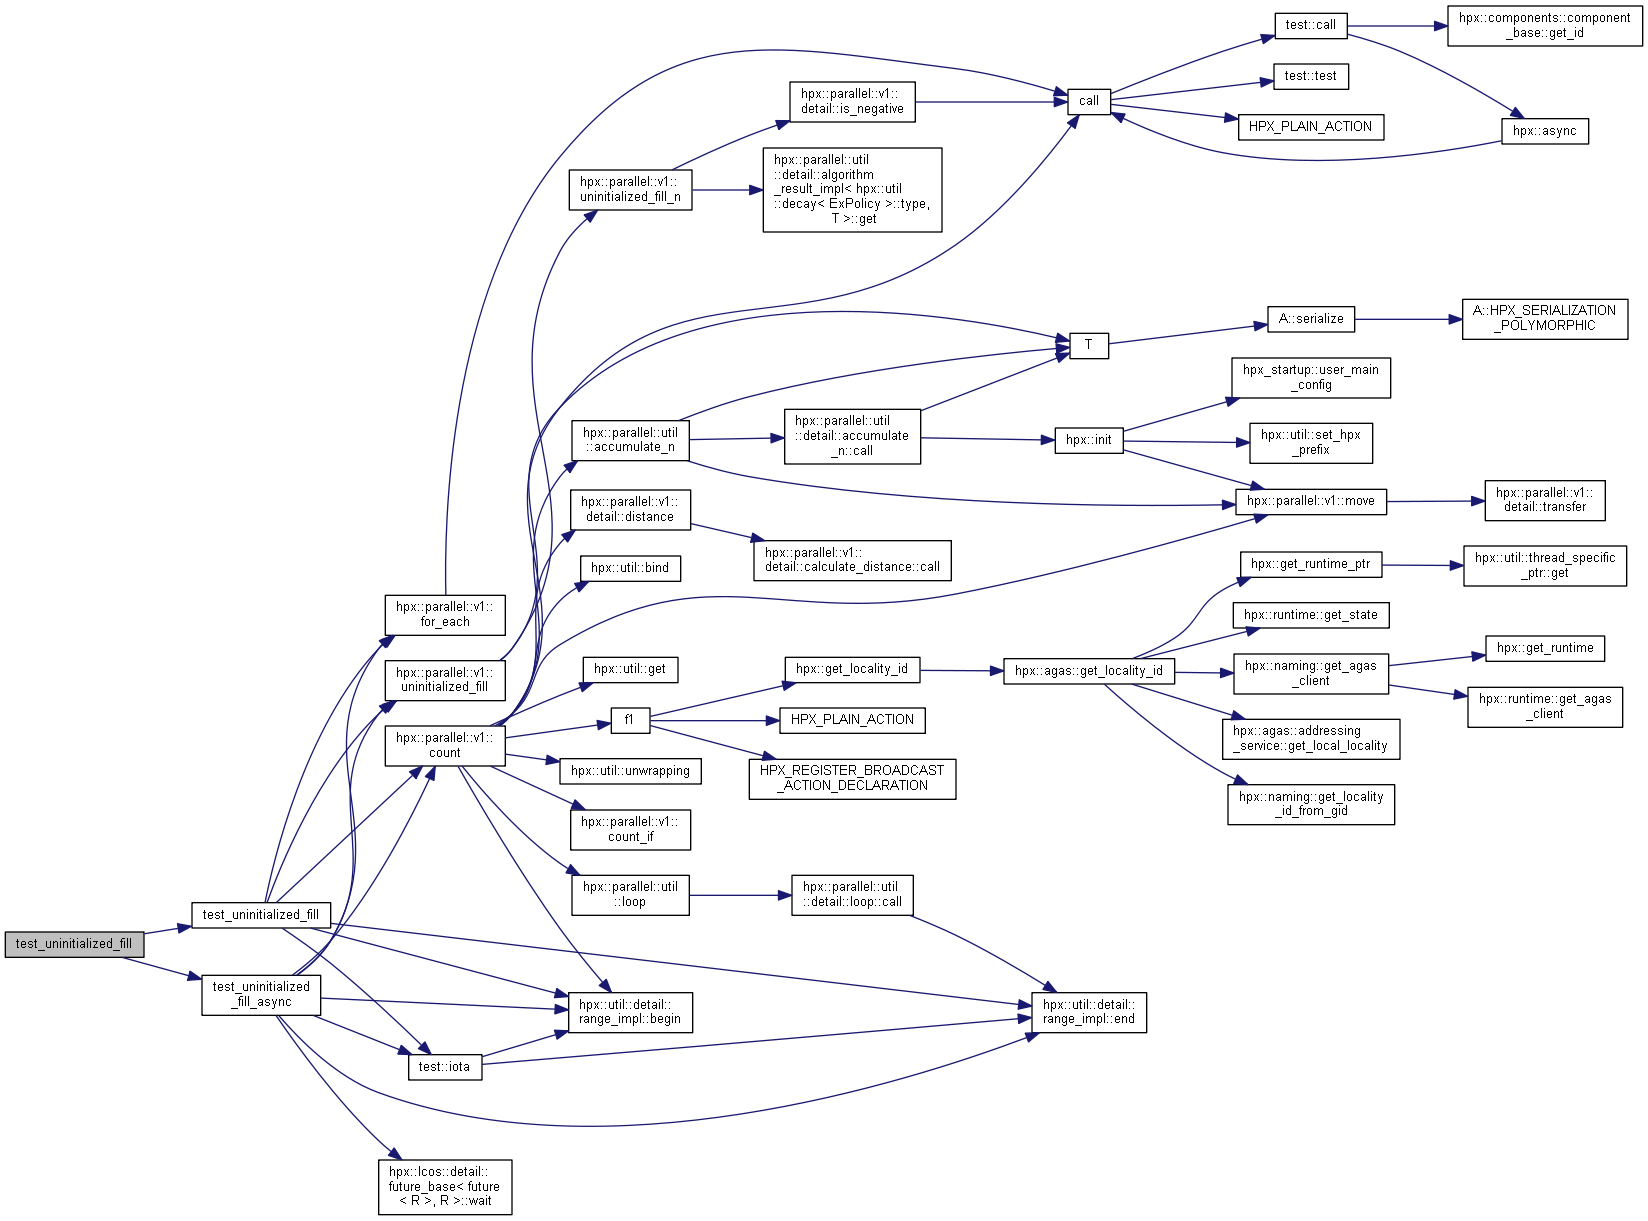 test::call
hpx::components::component
_base::get_id
test::test
HPX_PLAIN_ACTION
hpx::async
call
hpx::parallel::v1::
detail::is_negative
hpx::parallel::v1::
uninitialized_fill_n
hpx::parallel::util
::detail::algorithm
_result_impl< hpx::util
::decay< ExPolicy >::type,
T >::get
A::serialize
A::HPX_SERIALIZATION
_POLYMORPHIC
T
hpx_startup::user_main
_config
hpx::parallel::util
::accumulate_n
hpx::parallel::util
::detail::accumulate
_n::call
hpx::init
hpx::util::set_hpx
_prefix
hpx::parallel::v1::move
hpx::parallel::v1::
detail::transfer
hpx::parallel::v1::
detail::distance
hpx::parallel::v1::
detail::calculate_distance::call
hpx::util::bind
hpx::get_runtime_ptr
hpx::util::thread_specific
_ptr::get
hpx::parallel::v1::
for_each
hpx::runtime::get_state
hpx::parallel::v1::
uninitialized_fill
hpx::util::get
hpx::get_locality_id
hpx::agas::get_locality_id
hpx::naming::get_agas
_client
hpx::get_runtime
hpx::runtime::get_agas
_client
hpx::parallel::v1::
count
f1
HPX_PLAIN_ACTION
hpx::agas::addressing
_service::get_local_locality
hpx::util::unwrapping
HPX_REGISTER_BROADCAST
_ACTION_DECLARATION
hpx::naming::get_locality
_id_from_gid
hpx::parallel::v1::
count_if
hpx::parallel::util
::loop
hpx::parallel::util
::detail::loop::call
test_uninitialized_fill
test_uninitialized_fill
test_uninitialized
_fill_async
hpx::util::detail::
range_impl::begin
hpx::util::detail::
range_impl::end
test::iota
hpx::lcos::detail::
future_base< future
< R >, R >::wait